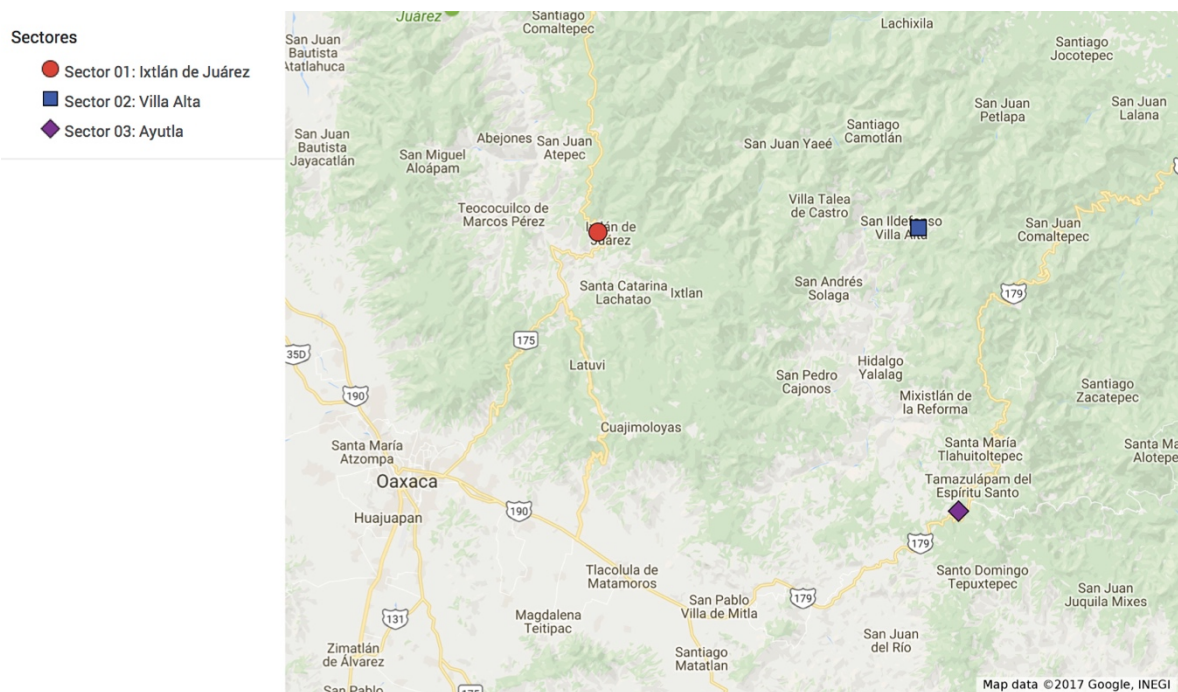 Sectores
Sector 01: Ixtlán de Juárez
Sector 02: Villa Alta
Sector 03: Ayutla
Juárez
Santiago
Comaltepec
Lachixila
San Juan
Bautista
Atatlahuca
Santiago
Jocotepec
San Juan
Petlapa
San Juan
Lalana
San Juan
Bautista
Jayacatlán
Abejones
San Juan
Atepec
San Miguel
Aloápam
San Juan Yaeé
Santiago
Camotlán
Teococuilco de
Marcos Pérez
Ixtlán de
Juárez
Villa Talea
de Castro
San Ildefonso
Villa Alta
San Juan
Comaltepec
Santa Catarina
Lachatao
Ixtlan
San Andrés
Solaga
179
175
35D
Latuvi
Hidalgo
Yalalag
San Pedro
Cajonos
190
Mixistlán de
la Reforma
Santiago
Zacatepec
Cuajimoloyas
Santa María
Atzompa
Santa María
Tlahuitoltepec
Santa Ma
Alotepe
Oaxaca
Tamazulápam del
Espíritu Santo
190
Huajuapan
179
Tlacolula de
Matamoros
Santo Domingo
Tepuxtepec
San Juan
Juquila Mixes
179
San Pablo
Villa de Mitla
131
Magdalena
Teitipac
San Juan
del Río
Zimatlán
de Álvarez
Santiago
Matatlan
San Pablo
175
Map data ©2017 Google, INEGI